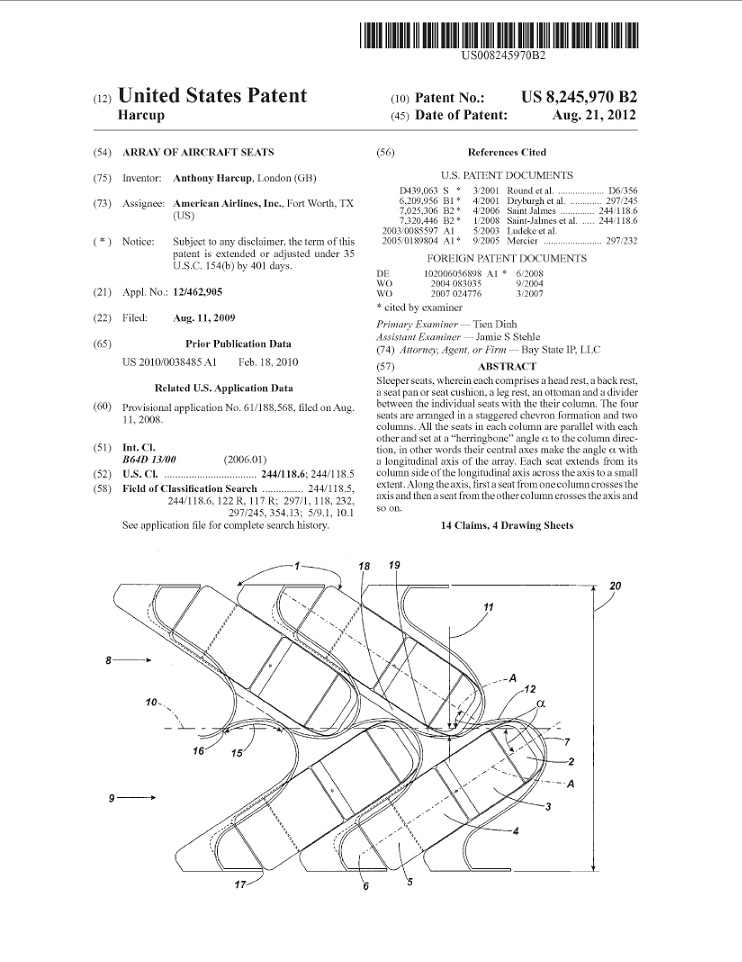 US008245970B2
(12) United States Patent
Harcup
(10) Patent No.: US 8,245,970 B2
(45) Date of Patent: Aug. 21, 2012
(54) ARRAY OF AIRCRAFT SEATS
(75) Inventor: Anthony Harcup, London (GB)
(73) Assignee: American Airlines, Inc., Fort Worth, TX
(US)
( * ) Notice: Subject to any disclaimer, the term of this
patent is extended or adjusted under 35
U.S.C. 154(b) by 401 days.
(21) Appl. No.: 12/462,905
(22) Filed: Aug. 11, 2009
(65) Prior Publication Data
US 2010/0038485 A1 Feb. 18, 2010
Related U.S. Application Data
(60) Provisional application No. 61/188,568, filed on Aug.
11, 2008.
(51) Int. Cl.
B64D 13/00 (2006.01)
(52) U.S. Cl. ................................ 244/118.6; 244/118.5
(58) Field of Classification Search .............. 244/118.5,
244/118.6, 122 R, 117 R; 297/1, 118, 232,
297/245, 354.13; 5/9.1, 10.1
See application file for complete search history.
(56) References Cited
U.S. PATENT DOCUMENTS
D439,063 S * 3/2001 Round et al. .................. D6/356
6,209,956 B1 * 4/2001 Dryburgh et al. ............ 297/245
7,025,306 B2 * 4/2006 Saint Jalmes ............. 244/118.6
7,320,446 B2 * 1/2008 Saint-Jalmes et al. ..... 244/118.6
2003/0085597 A1 5/2003 Ludeke et al.
2005/0189804 A1 * 9/2005 Mercier ....................... 297/232
FOREIGN PATENT DOCUMENTS
DE 102006056898 A1 * 6/2008
WO 2004 083035 9/2004
WO 2007 024776 3/2007
* cited by examiner
Primary Examiner — Tien Dinh
Assistant Examiner — Jamie S Stehle
(74) Attorney, Agent, or Firm — Bay State IP, LLC
(57) ABSTRACT
Sleeper seats, wherein each comprises a head rest, a back rest,
a seat pan or seat cushion, a leg rest, an ottoman and a divider
between the individual seats with their column. The four
seats are arranged in a staggered chevron formation and two
columns. All the seats in each column are parallel with each
other and set at a “herringbone” angle α to the column direc-
tion, in other words their central axes make the angle α with
a longitudinal axis of the array. Each seat extends from its
column side of the longitudinal axis across the axis to a small
extent. Along the axis, first a seat from one column crosses the
axis and then a seat from the other column crosses the axis and
so on.
14 Claims, 4 Drawing Sheets
1
18
19
20
11
8
A
12
10
α
7
16
15
2
A
9
3
4
17
6
5